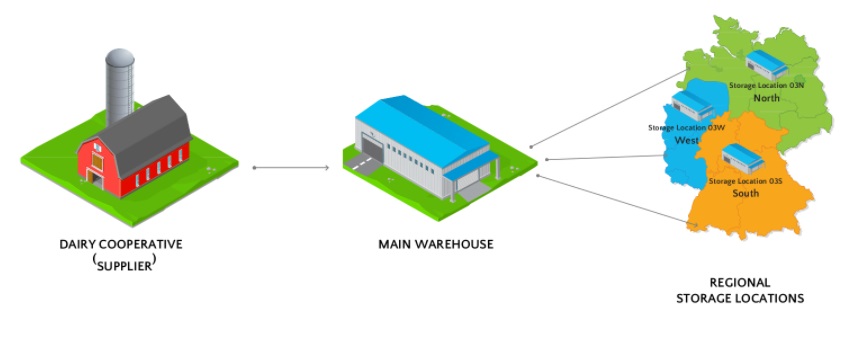 DAIRY COOPERATIVE
(SUPPLIER)
MAIN WAREHOUSE
Storage Location 03N
North
Storage Location 03W
West
Storage Location 03S
South
REGIONAL
STORAGE LOCATIONS